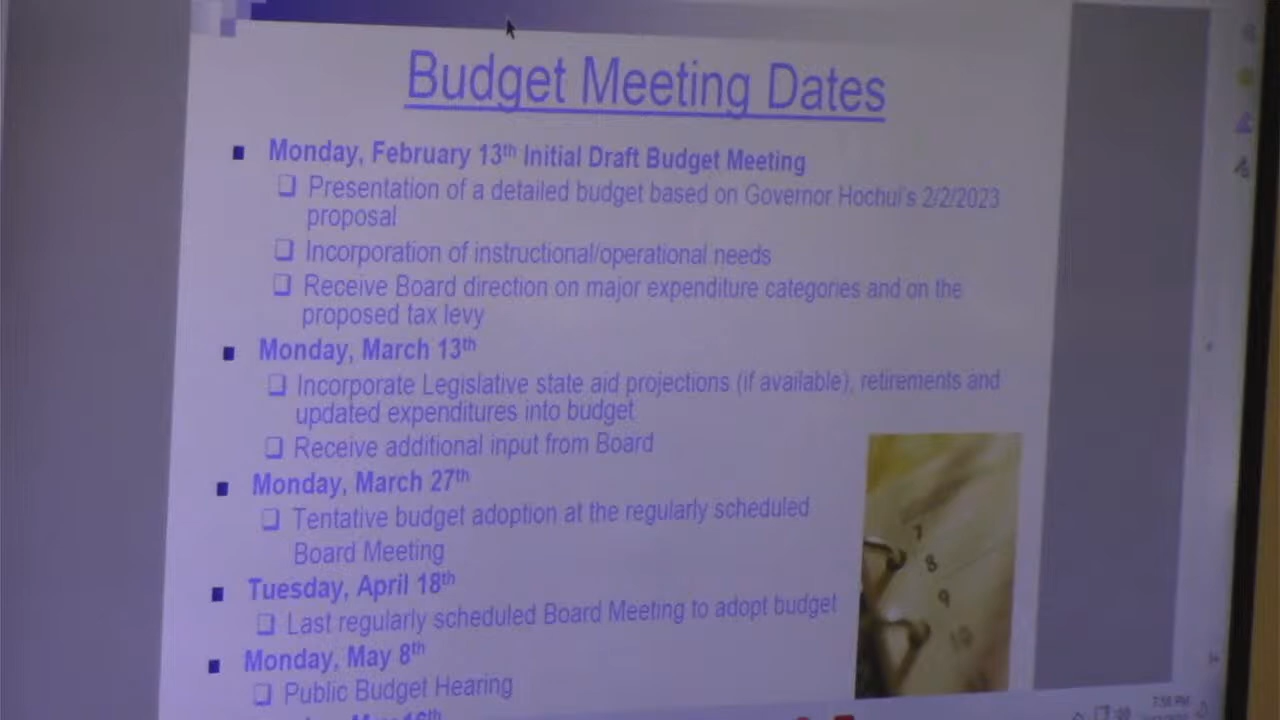 Budget Meeting Dates
Monday, February 13th Initial Draft Budget Meeting
Presentation of a detailed budget based on Governor Hochul's 2/2/2023
proposal
Incorporation of instructional/operational needs
Receive Board direction on major expenditure categories and on the
proposed tax levy
Monday, March 13th
Incorporate Legislative state aid projections (if available), retirements and
updated expenditures into budget
Receive additional input from Board
Monday, March 27th
Tentative budget adoption at the regularly scheduled
Board Meeting
Tuesday, April 18th
Last regularly scheduled Board Meeting to adopt budget
Monday, May 8th
Public Budget Hearing
7
8
9
10